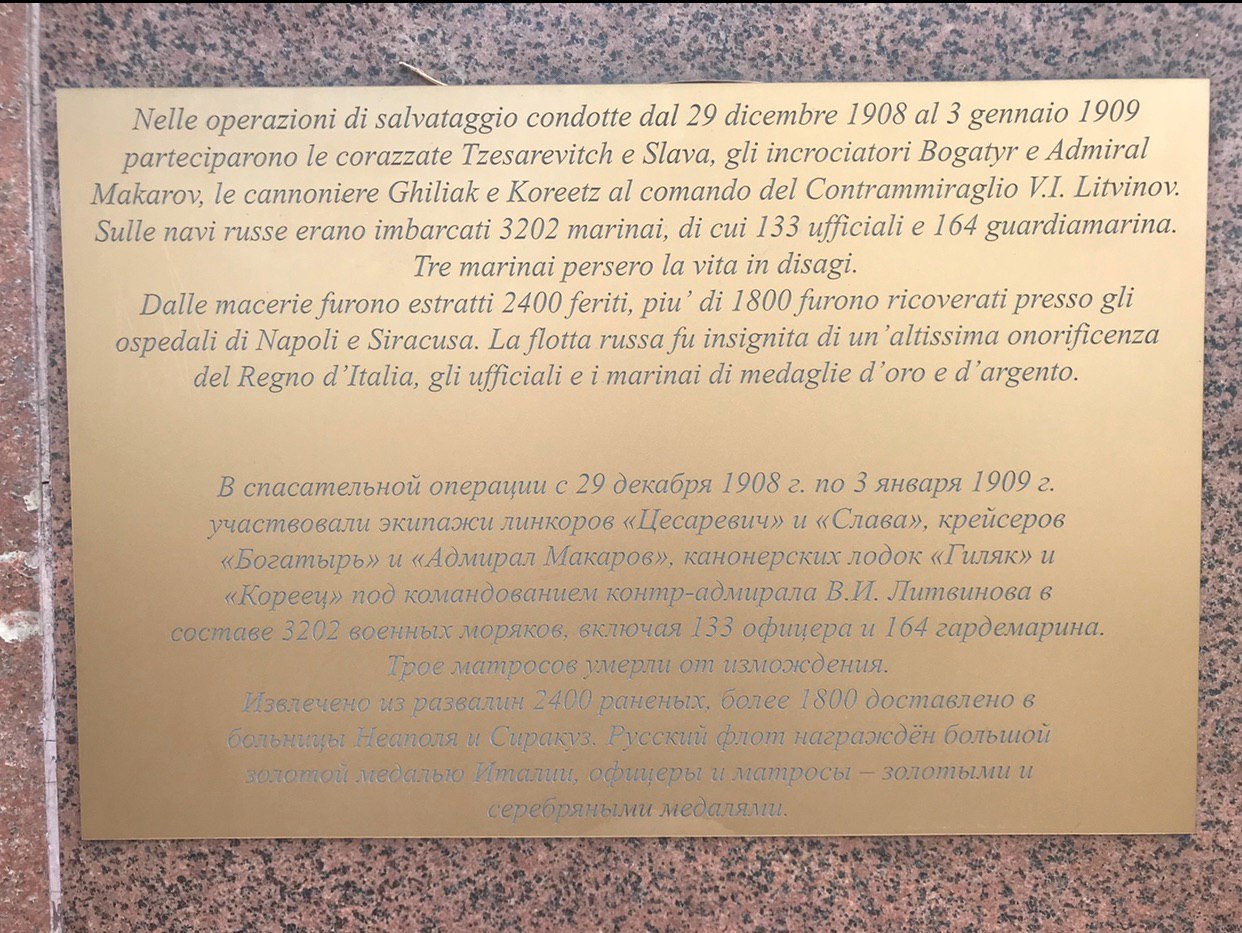 Nelle operazioni di salvataggio condotte dal 29 dicembre 1908 al 3 gennaio 1909
parteciparono le corazzate Tzesarevitch e Slava, gli incrociatori Bogatyr e Admiral
Makarov, le cannoniere Ghiliak e Koreetz al comando del Contrammiraglio V.I. Litvinov.
Sulle navi russe erano imbarcati 3202 marinai, di cui 133 ufficiali e 164 guardiamarina.
Tre marinai persero la vita in disagi.
Dalle macerie furono estratti 2400 feriti, piu’ di 1800 furono ricoverati presso gli
ospedali di Napoli e Siracusa. La flotta russa fu insignita di un’altissima onorificenza
del Regno d’Italia, gli ufficiali e i marinai di medaglie d’oro e d’argento.
В спасательной операции с 29 декабря 1908 г. по 3 января 1909 г.
участвовали экипажи линкоров «Цесаревич» и «Слава», крейсеров
«Богатырь» и «Адмирал Макаров», канонерских лодок «Гиляк» и
«Кореец» под командованием контр-адмирала В.И. Литвинова в
составе 3202 военных моряков, включая 133 офицера и 164 гардемарина.
Трое матросов умерли от измождения.
Извлечено из развалин 2400 раненых, более 1800 доставлено в
больницы Неаполя и Сиракуз. Русский флот награждён большой
золотой медалью Италии, офицеры и матросы – золотыми и
серебряными медалями.